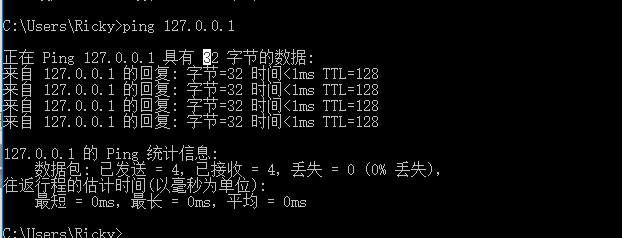 C:\Users\Ricky>ping 127.0.0.1
正在 Ping 127.0.0.1 具有 32 字节的数据:
来自 127.0.0.1 的回复: 字节=32 时间<1ms TTL=128
来自 127.0.0.1 的回复: 字节=32 时间<1ms TTL=128
来自 127.0.0.1 的回复: 字节=32 时间<1ms TTL=128
来自 127.0.0.1 的回复: 字节=32 时间<1ms TTL=128
127.0.0.1 的 Ping 统计信息:
数据包: 已发送 = 4，已接收 = 4，丢失 = 0 (0% 丢失)，
往返行程的估计时间(以毫秒为单位):
最短 = 0ms，最长 = 0ms，平均 = 0ms
C:\Users\Ricky>